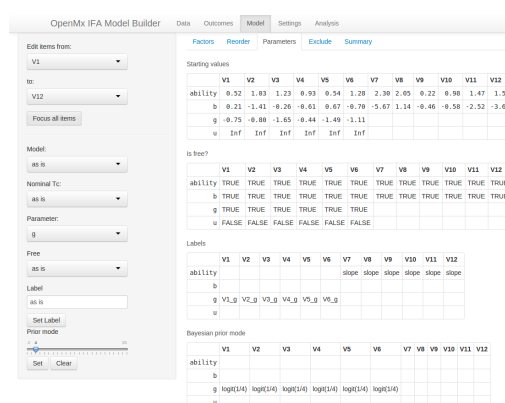 OpenMx IFA Model Builder Data Outcomes Model Settings Analysis
Edit items from:
V1
to:
V12
Focus all items
Model:
as is
Nominal Tc:
as is
Parameter:
g
Free
as is
Label
as is
Set Label
Prior mode
Set Clear
Factors Reorder Parameters Exclude Summary
Starting values
V1 V2 V3 V4 V5 V6 V7 V8 V9 V10 V11 V12
ability 0.52 1.03 1.23 0.93 0.54 1.28 2.30 2.05 0.22 0.98 1.47 1.5
b 0.21 -1.41 -0.26 -0.61 0.67 -0.70 -5.67 1.14 -0.46 -0.58 -2.52 -3.6
g -0.75 -0.80 -1.65 -0.44 -1.49 -1.11
u Inf Inf Inf Inf Inf Inf
Is free?
V1 V2 V3 V4 V5 V6 V7 V8 V9 V10 V11 V12
ability TRUE TRUE TRUE TRUE TRUE TRUE TRUE TRUE TRUE TRUE TRUE TRUE
b TRUE TRUE TRUE TRUE TRUE TRUE TRUE TRUE TRUE TRUE TRUE TRUE
g TRUE TRUE TRUE TRUE TRUE TRUE
u FALSE FALSE FALSE FALSE FALSE FALSE
Labels
V1 V2 V3 V4 V5 V6 V7 V8 V9 V10 V11 V12
ability slope slope slope slope slope slope
b
g V1_g V2_g V3_g V4_g V5_g V6_g
u
Bayesian prior mode
V1 V2 V3 V4 V5 V6 V7 V8 V9 V10 V11 V12
ability
b
g logit(1/4) logit(1/4) logit(1/4) logit(1/4) logit(1/4) logit(1/4)
u